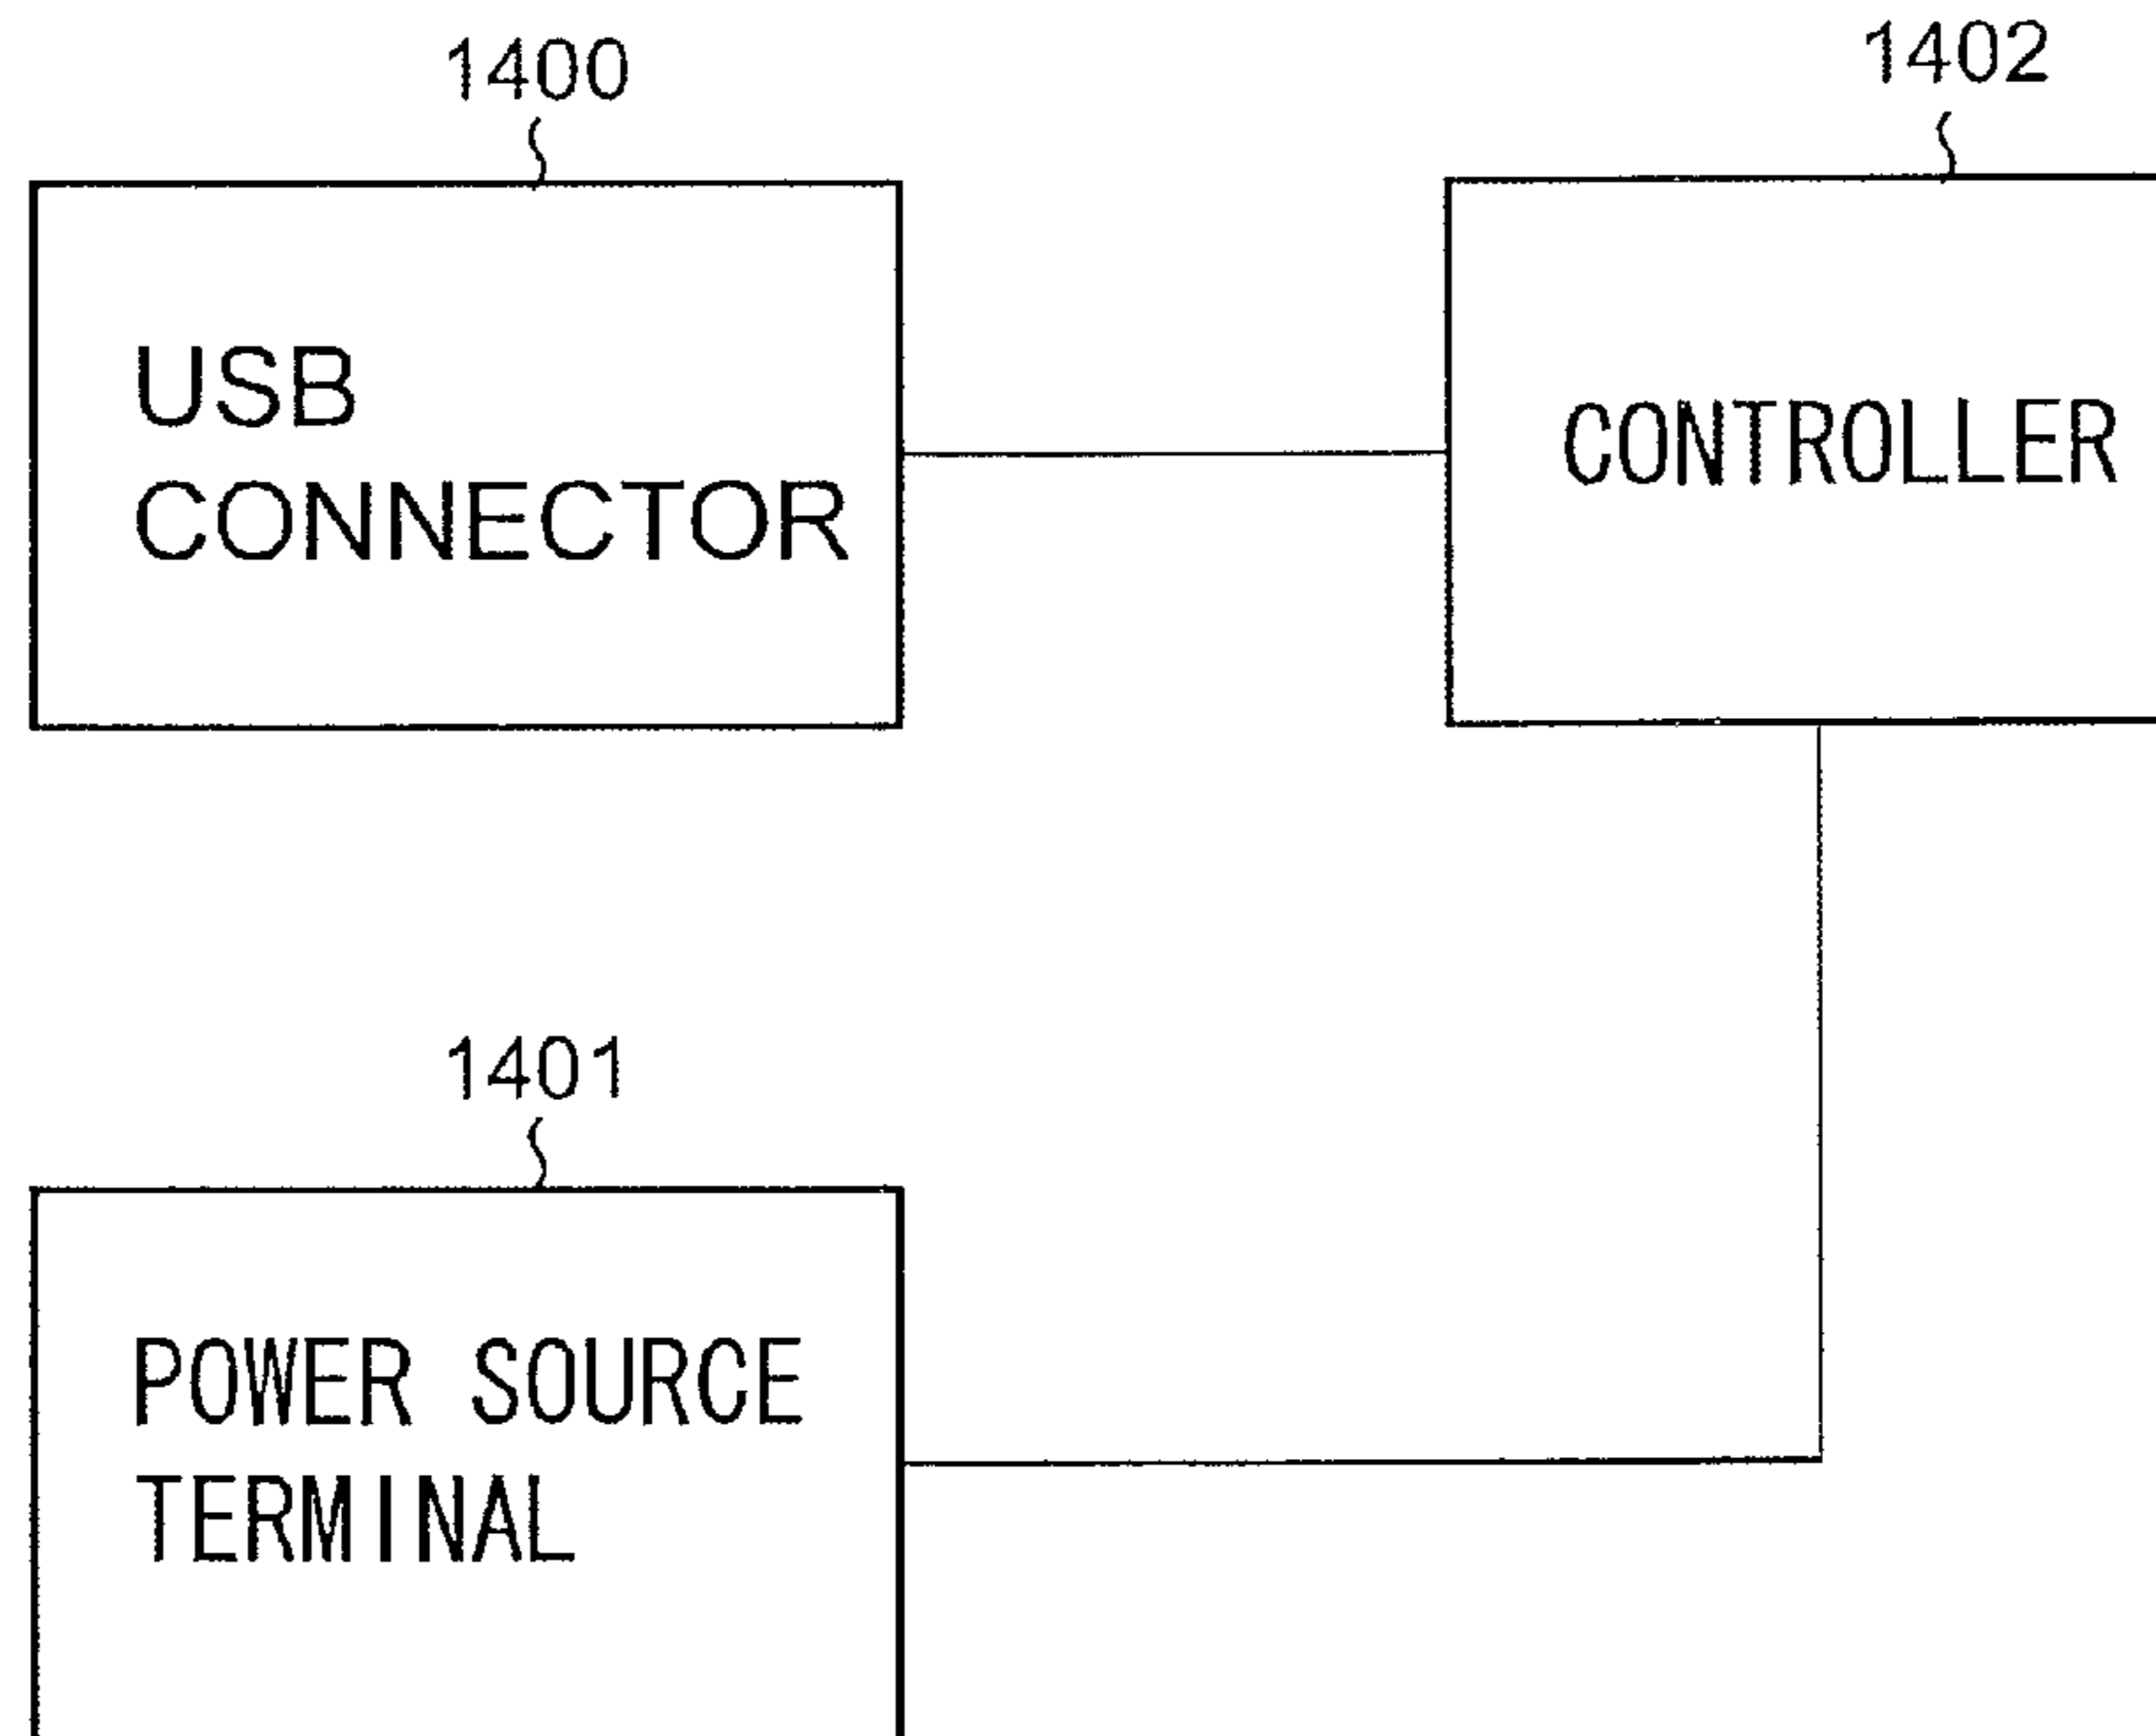 1400
USB
CONNECTOR
1402
CONTROLLER
1401
POWER SOURCE
TERMINAL